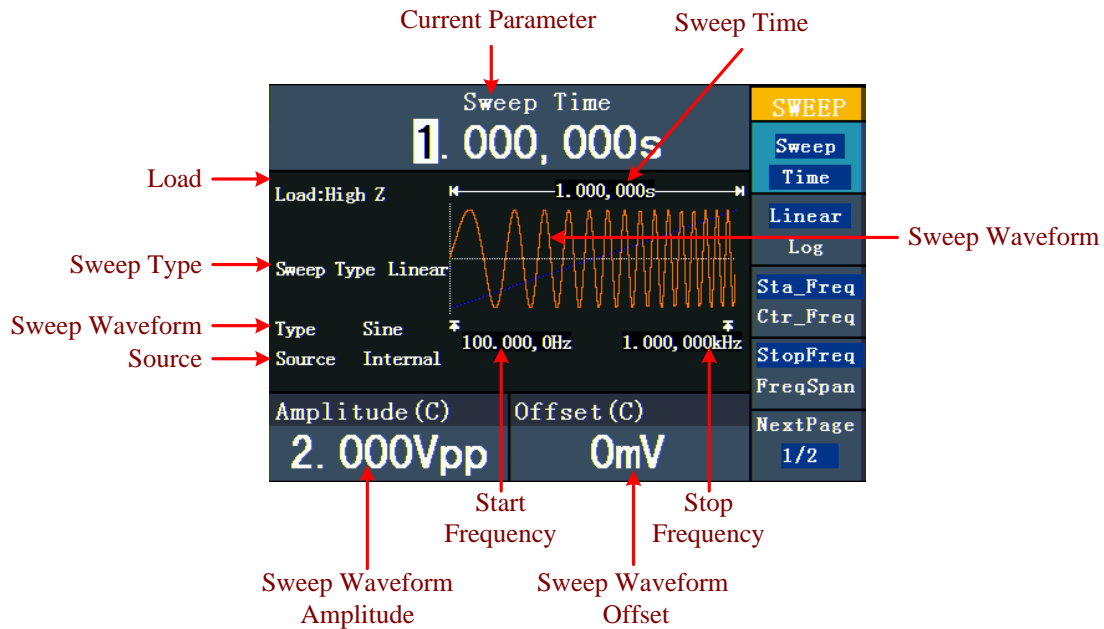 Current Parameter
Sweep Time
Sweep Time
1.000,000s
SWEEP
Sweep
Time
Linear
Log
Sta_Freq
Ctr_Freq
StopFreq
FreqSpan
NextPage
1/2
Load
Load:High Z
1.000,000s
Sweep Waveform
Sweep Type
Sweep Type Linear
Sweep Waveform
Type Sine
Source
Source Internal
100.000,0Hz
1.000,000kHz
Amplitude(C)
2.000Vpp
Offset(C)
0mV
Start
Frequency
Stop
Frequency
Sweep Waveform
Amplitude
Sweep Waveform
Offset